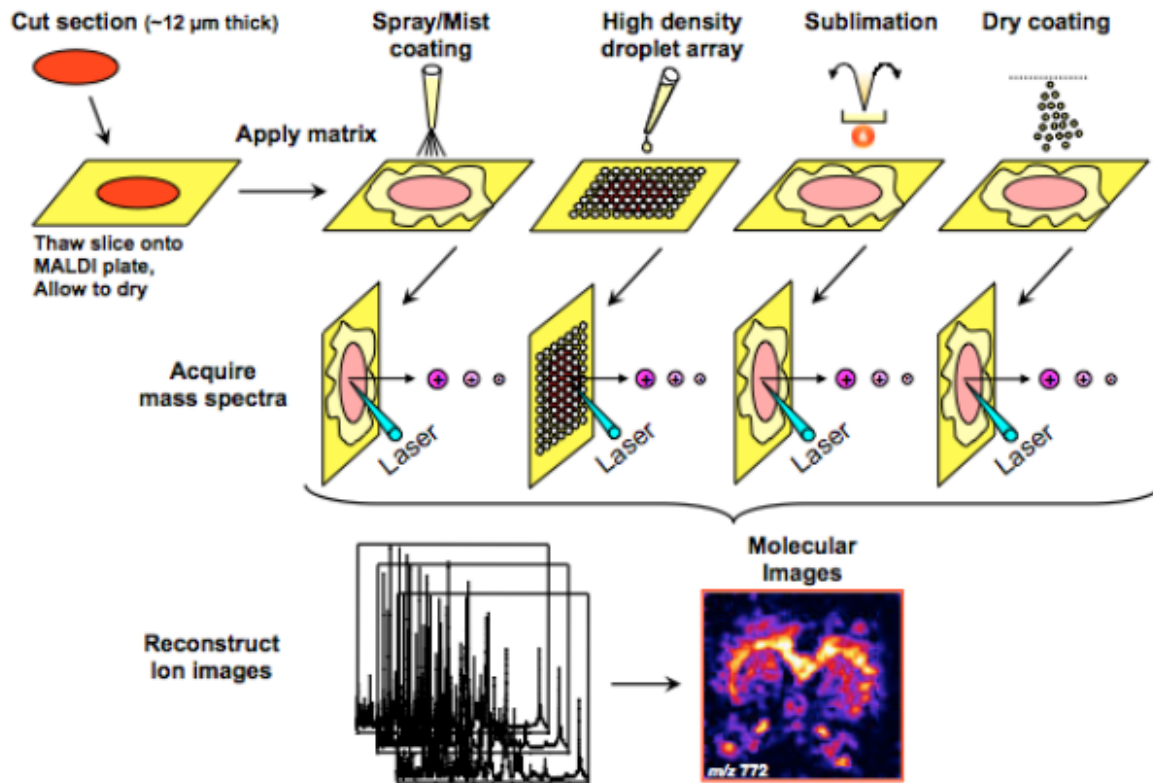 Cut section (~12 µm thick)
Spray/Mist
coating
High density
droplet array
Sublimation
Dry coating
Apply matrix
Thaw slice onto
MALDI plate,
Allow to dry
Acquire
mass spectra
+ + +
Laser
+ + +
Laser
+ + +
Laser
+ + +
Laser
Reconstruct
Ion images
Molecular
Images
m/z 772